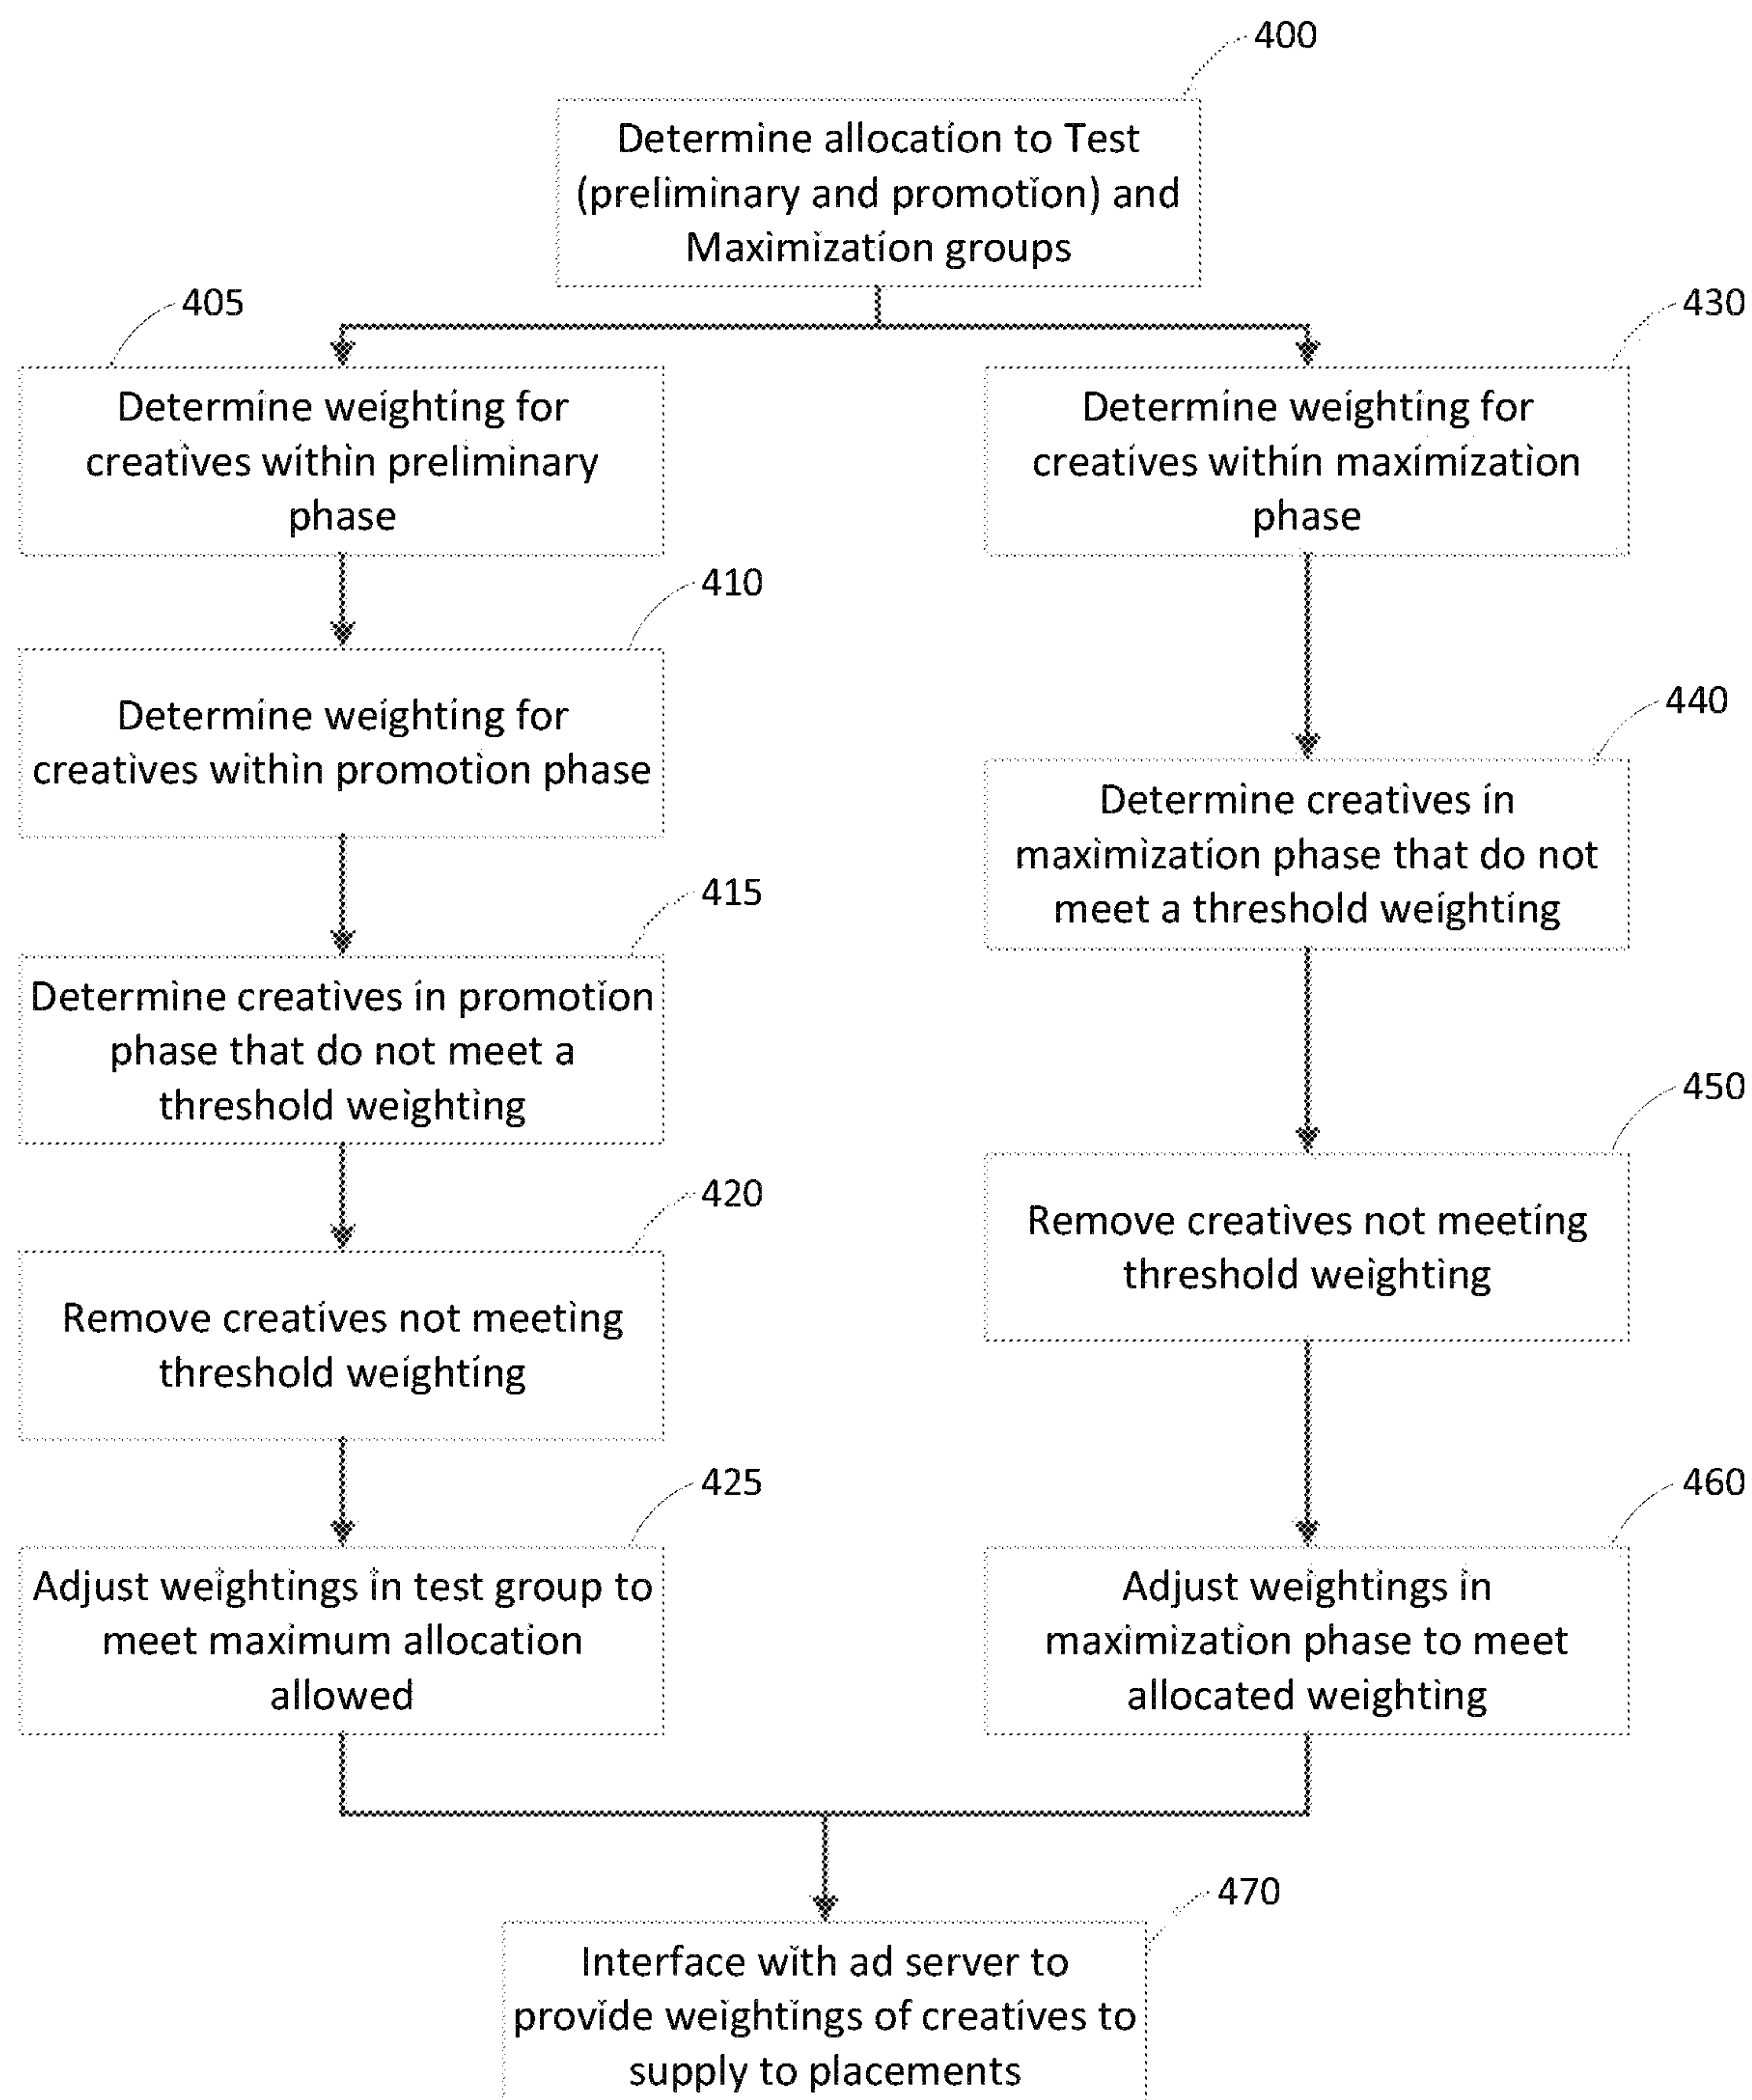 400
Determine allocation to Test
(preliminary and promotion) and
Maximization groups
405
Determine weighting for
creatives within preliminary
phase
410
Determine weighting for
creatives within promotion phase
415
Determine creatives in promotion
phase that do not meet a
threshold weighting
420
Remove creatives not meeting
threshold weighting
425
Adjust weightings in test group to
meet maximum allocation
allowed
430
Determine weighting for
creatives within maximization
phase
440
Determine creatives in
maximization phase that do not
meet a threshold weighting
450
Remove creatives not meeting
threshold weighting
460
Adjust weightings in
maximization phase to meet
allocated weighting
470
Interface with ad server to
provide weightings of creatives to
supply to placements